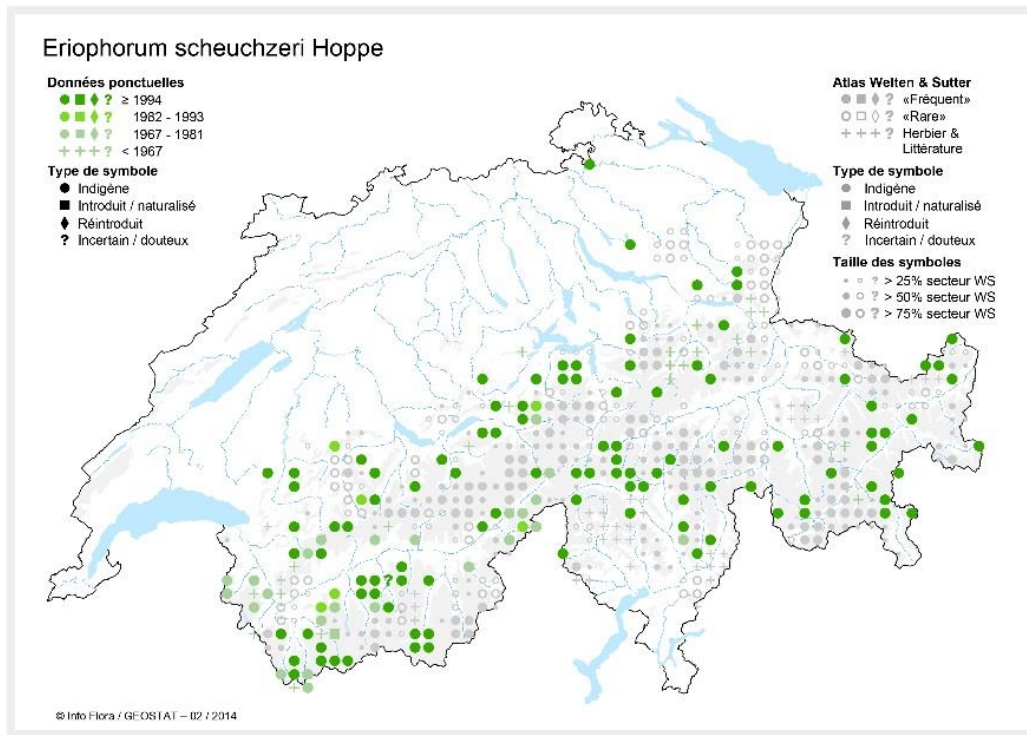 Eriophorum scheuchzeri Hoppe
Données ponctuelles
? ≥ 1994
? 1982 - 1993
? 1967 - 1981
+++? < 1967
Type de symbole
Indigène
Introduit / naturalisé
Réintroduit
? Incertain / douteux
Atlas Welten & Sutter
? «Fréquent»
? «Rare»
+++? Herbier &
Littérature
Type de symbole
Indigène
Introduit / naturalisé
Réintroduit
? Incertain / douteux
Taille des symboles
? > 25% secteur WS
? > 50% secteur WS
? > 75% secteur WS
?
© Info Flora / GEOSTAT – 02 / 2014